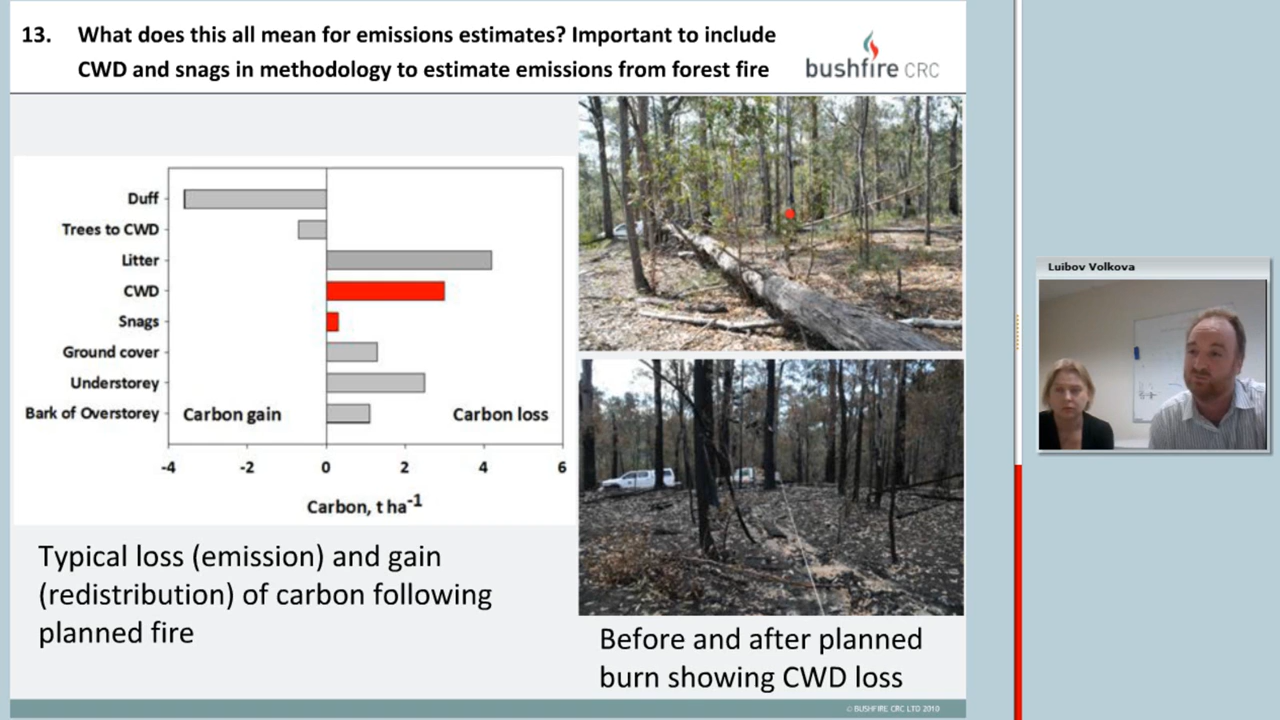 13. What does this all mean for emissions estimates? Important to include
CWD and snags in methodology to estimate emissions from forest fire
bushfire CRC
Duff
Trees to CWD
Litter
CWD
Snags
Ground cover
Understorey
Bark of Overstorey
Carbon gain
Carbon loss
-4 -2 0 2 4 6
Carbon, t ha-1
Typical loss (emission) and gain
(redistribution) of carbon following
planned fire
Before and after planned
burn showing CWD loss
© BUSHFIRE CRC LTD 2010
Luibov Volkova